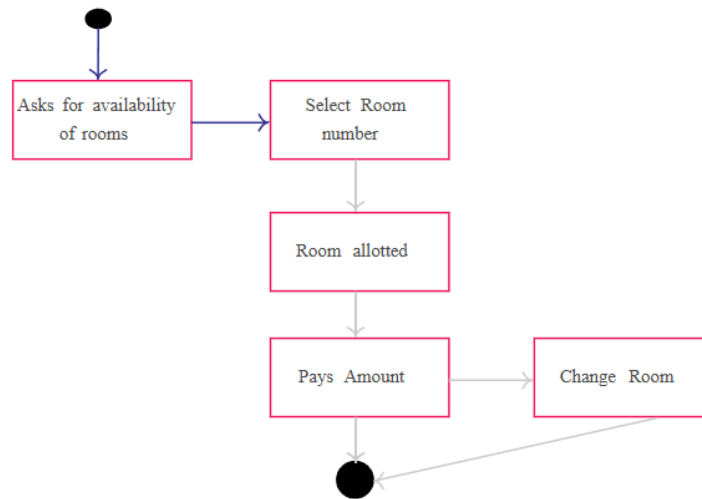 Asks for availability
of rooms
Select Room
number
Room allotted
Pays Amount
Change Room